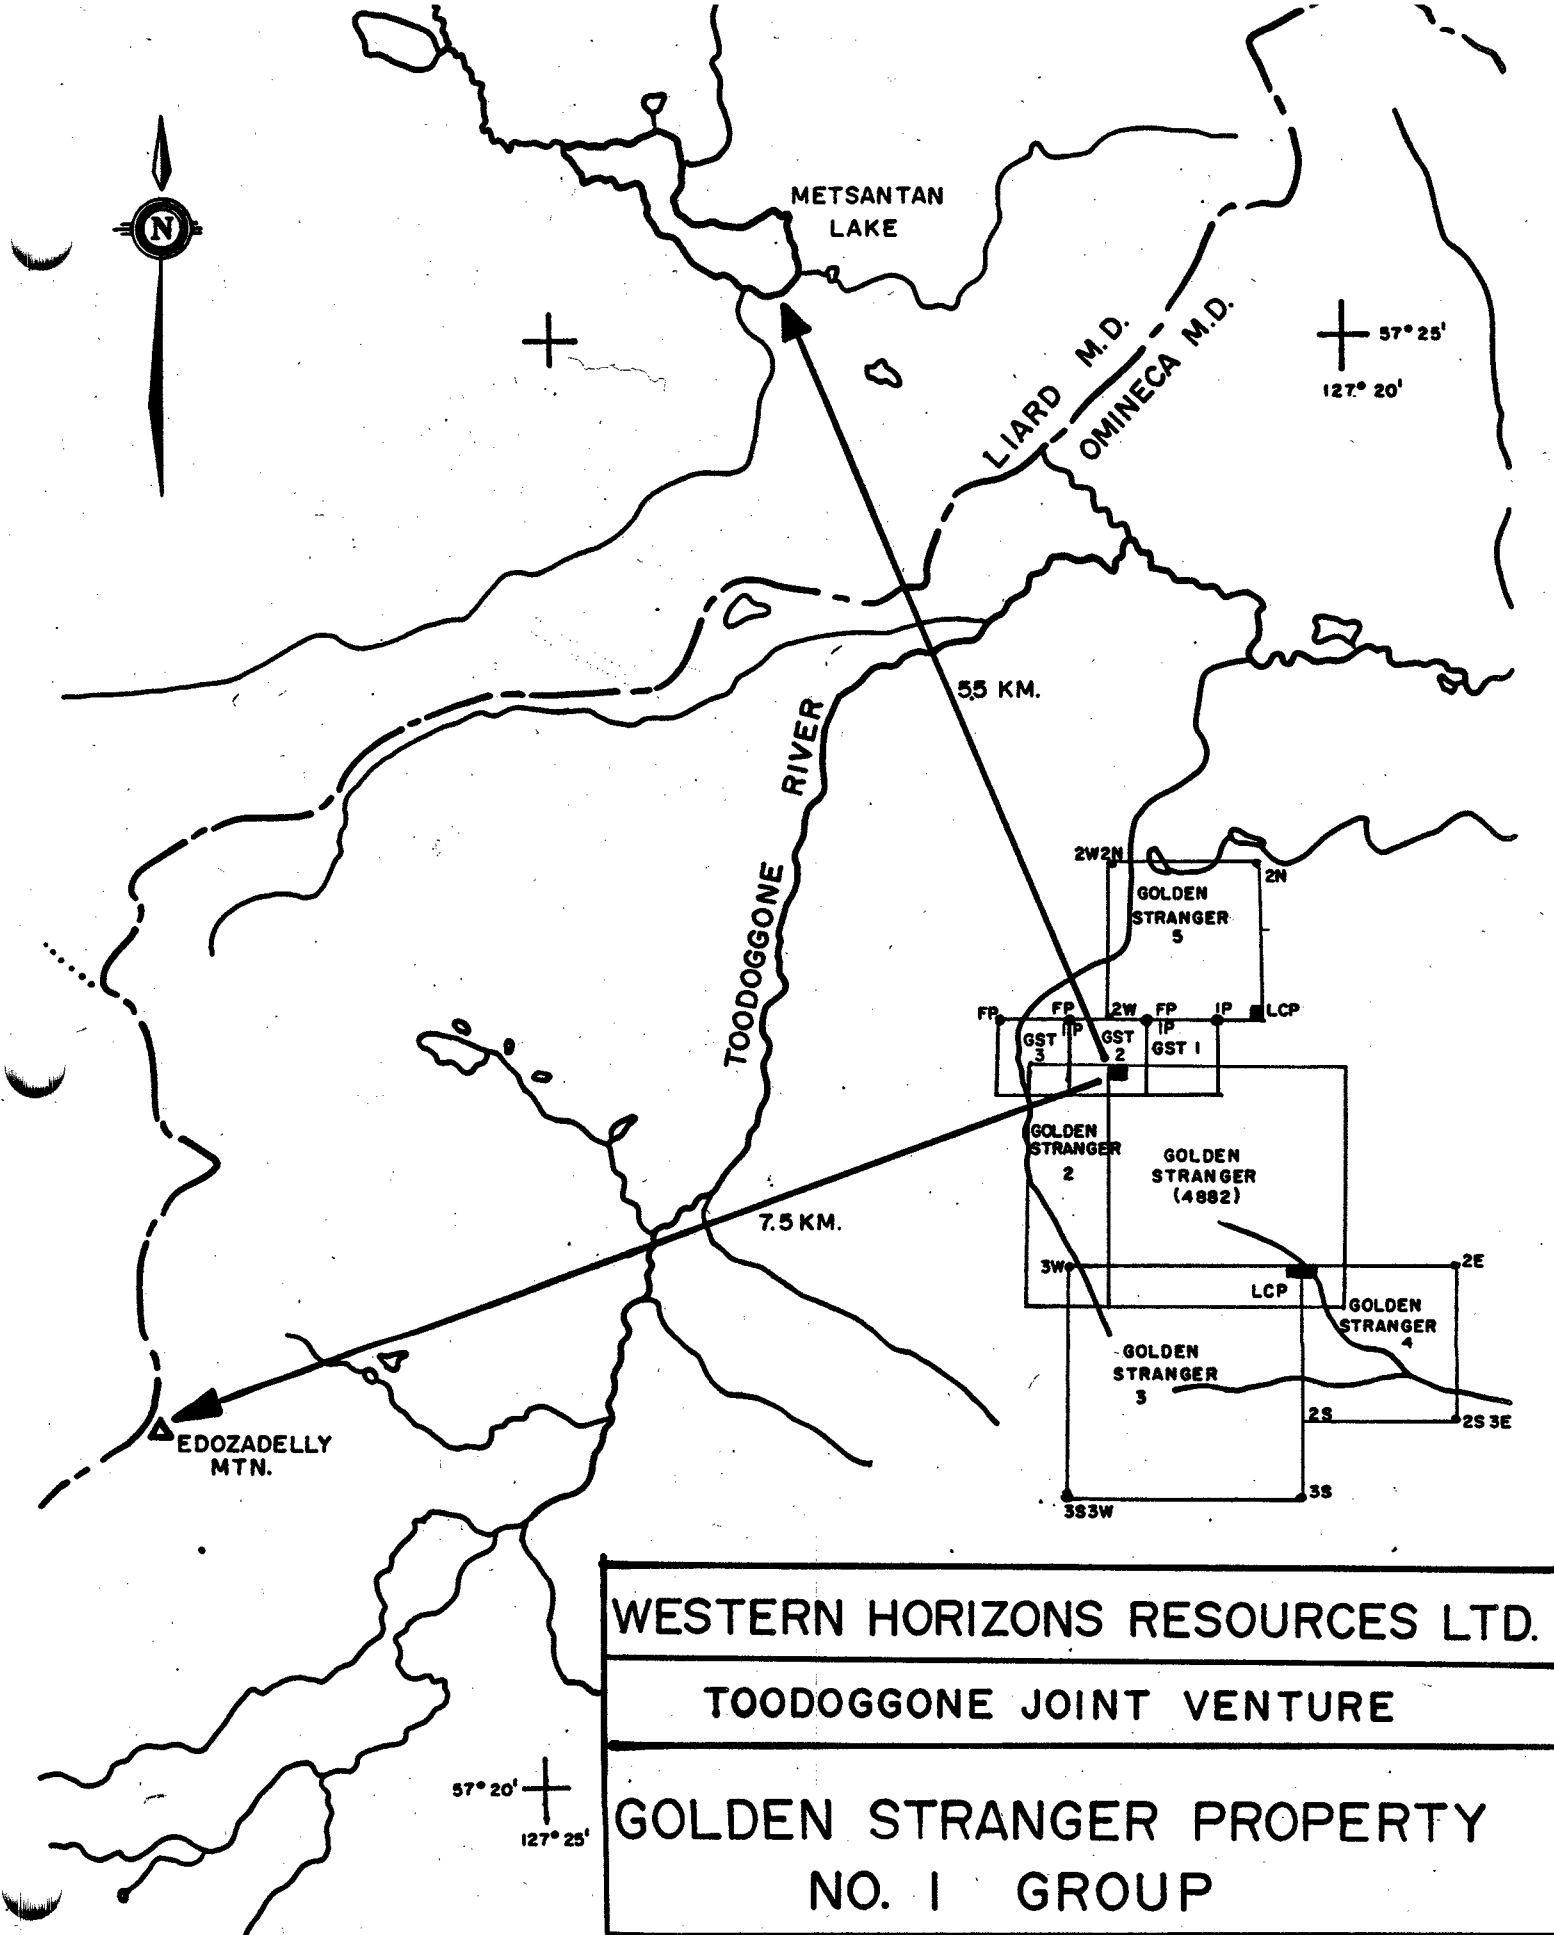 METSANTAN
LAKE
N
57° 25'
127° 20'
LIARD M.D.
OMINECA M.D.
5.5 KM.
TOODOGGONE RIVER
2W2N
2N
GOLDEN
STRANGER
5
FP
FP
2W
FP
IP
LCP
IP
IP
GST
3
GST
2
GST 1
GOLDEN
STRANGER
2
GOLDEN
STRANGER
(4882)
7.5 KM.
3W
2E
LCP
GOLDEN
STRANGER
4
GOLDEN
STRANGER
3
2S
2S 3E
EDOZADELLY
MTN.
3S
3S3W
WESTERN HORIZONS RESOURCES LTD.
TOODOGGONE JOINT VENTURE
57° 20'
127° 25'
GOLDEN STRANGER PROPERTY
NO. 1 GROUP